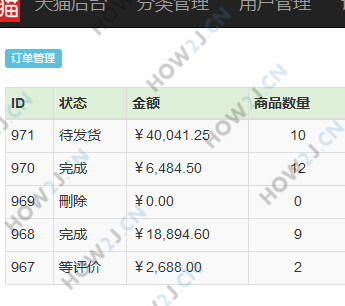 猫 天猫后台 分类管理 用户管理
订单管理
ID 状态 金额 商品数量
971 待发货 ￥40,041.25 10
970 完成 ￥6,484.50 12
969 刪除 ￥0.00 0
968 完成 ￥18,894.60 9
967 等评价 ￥2,688.00 2
HOW2J.CN
HOW2J.CN
HOW2J.CN
HOW2J.CN
HOW2J.CN
HOW2J.CN